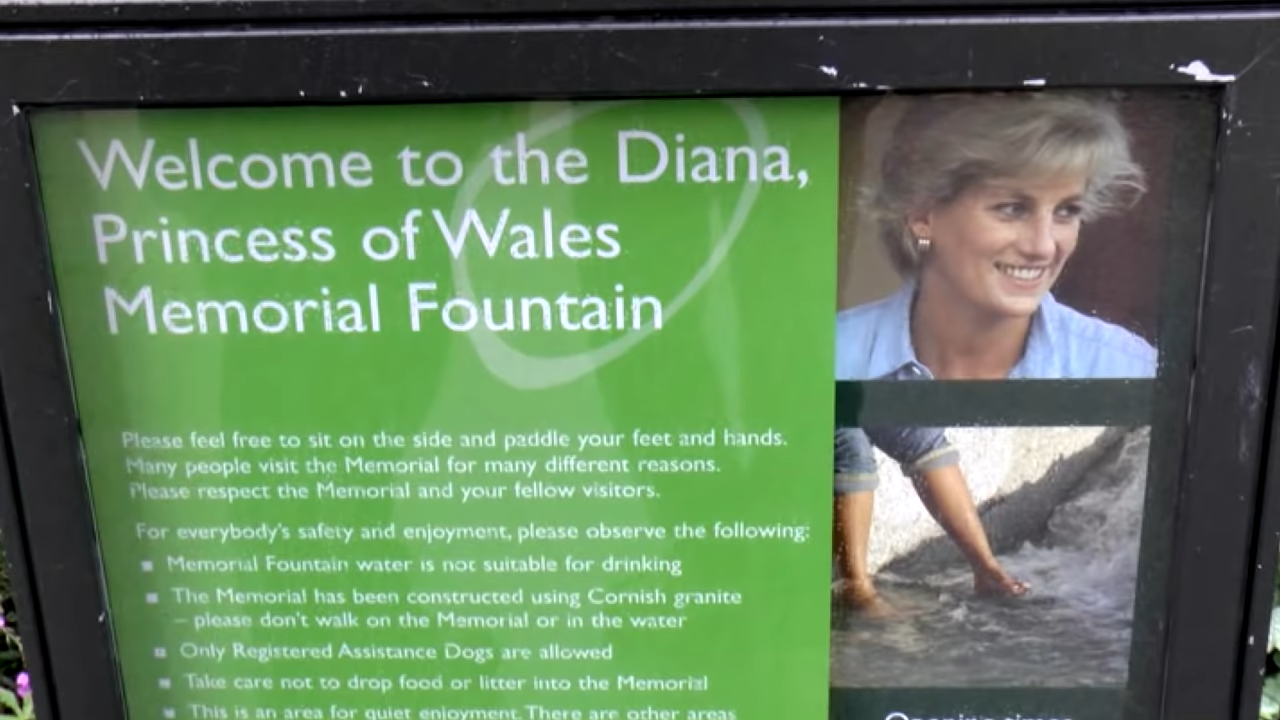 Welcome to the Diana,
Princess of Wales
Memorial Fountain
Please feel free to sit on the side and paddle your feet and hands.
Many people visit the Memorial for many different reasons.
Please respect the Memorial and your fellow visitors.
For everybody's safety and enjoyment, please observe the following:
▪ Memorial Fountain water is not suitable for drinking
▪ The Memorial has been constructed using Cornish granite
– please don't walk on the Memorial or in the water
▪ Only Registered Assistance Dogs are allowed
▪ Take care not to drop food or litter into the Memorial
▪ This is an area for quiet enjoyment. There are other areas
Opening times